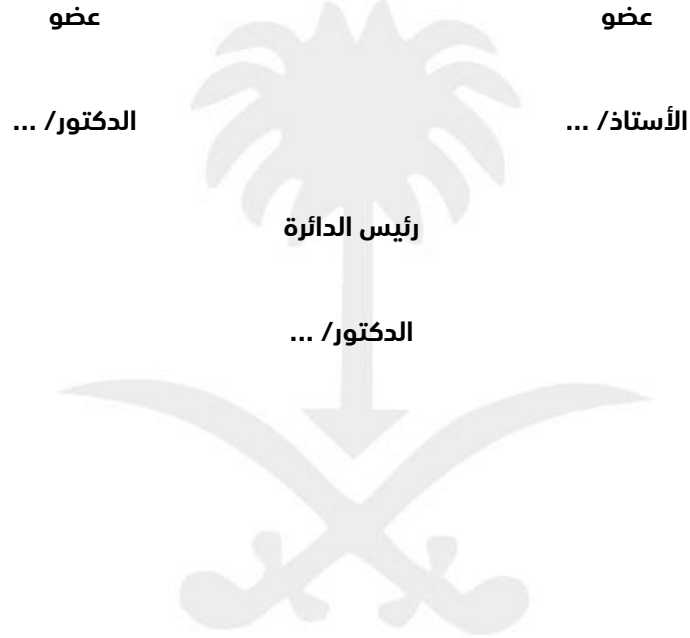 عضو عضو
الأستاذ/ ... الدكتور/ ...
رئيس الدائرة
الدكتور/ ...